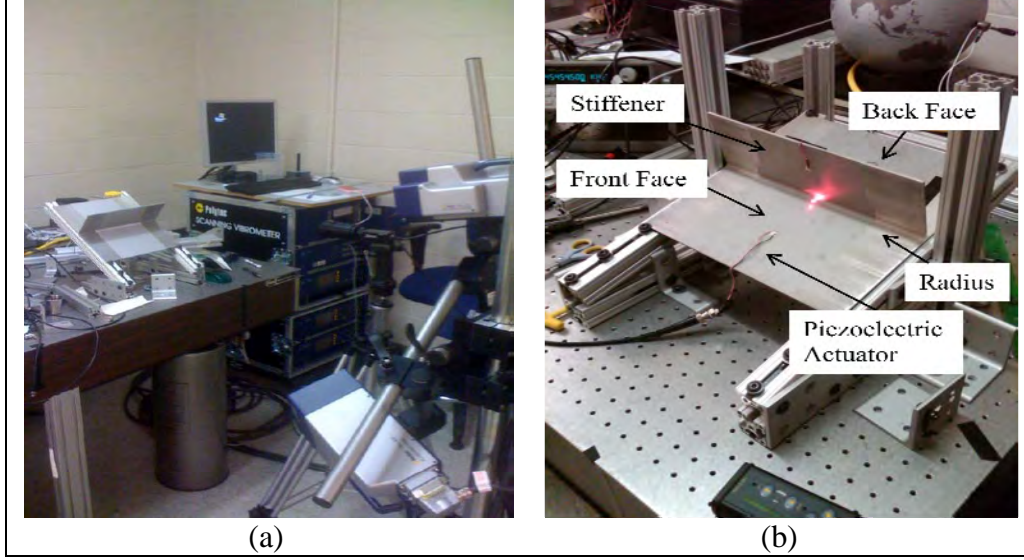 Polytec
SCANNING VIBROMETER
Stiffener
Back Face
Front Face
Radius
Piezoelectric
Actuator
(a)
(b)